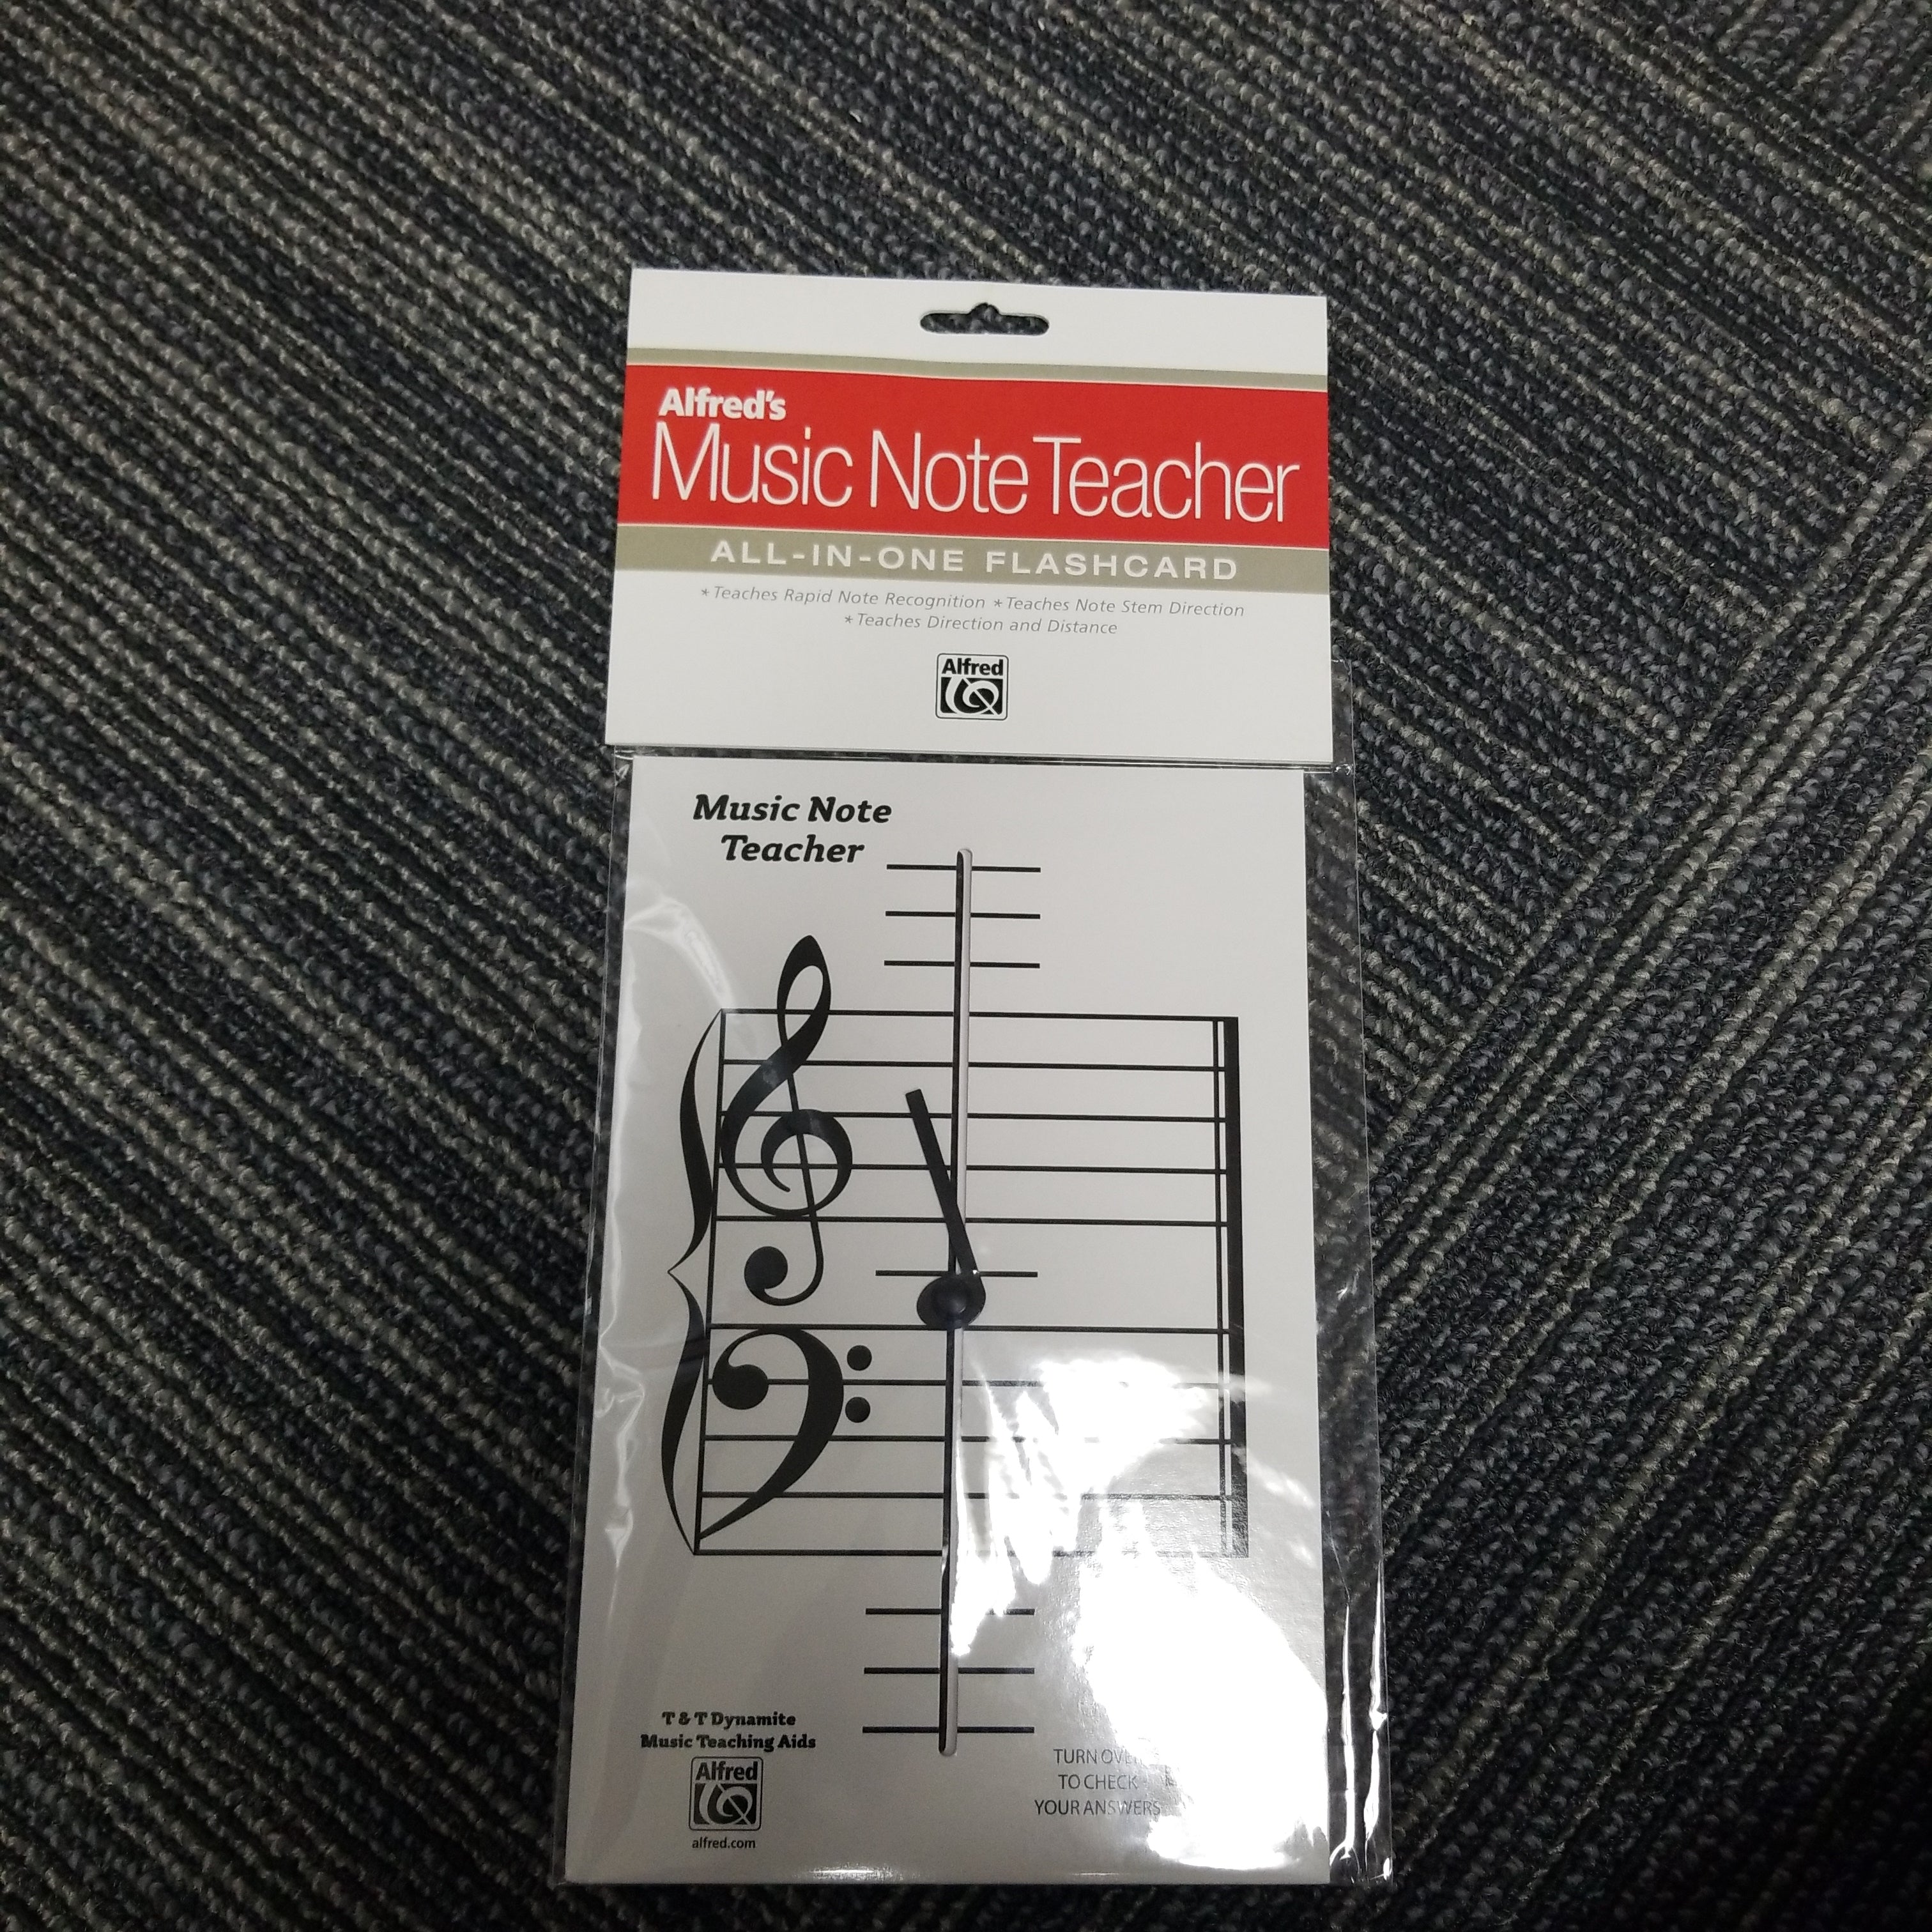 Alfred's
Music Note Teacher
ALL-IN-ONE FLASHCARD
*Teaches Rapid Note Recognition *Teaches Note Stem Direction
*Teaches Direction and Distance
Alfred
Music Note
Teacher
T & T Dynamite
Music Teaching Aids
Alfred
alfred.com
TURN OVER
TO CHECK
YOUR ANSWERS